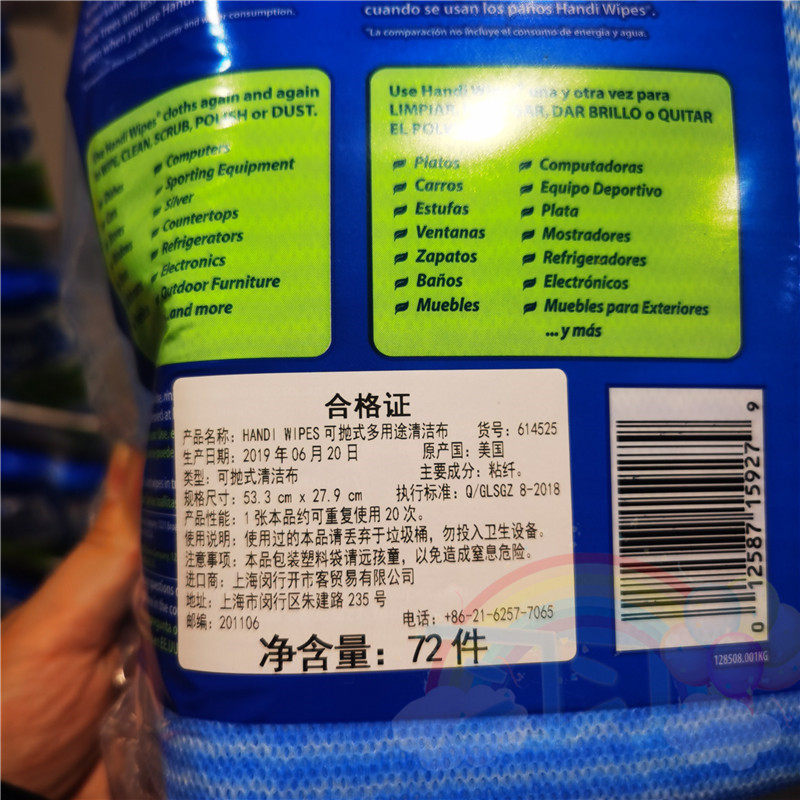 cuando se usan los paños Handi Wipes®.
*La comparación no incluye el consumo de energía y agua.
Use Handi Wipes® cloths again and again
to WIPE, CLEAN, SCRUB, POLISH or DUST.
Computers
Sporting Equipment
Silver
Countertops
Refrigerators
Electronics
Outdoor Furniture
...and more
Use Handi Wipes® una y otra vez para
LIMPIAR, DAR BRILLO o QUITAR
EL POLVO
Platos
Carros
Estufas
Ventanas
Zapatos
Baños
Muebles
Computadoras
Equipo Deportivo
Plata
Mostradores
Refrigeradores
Electrónicos
Muebles para Exteriores
...y más
合格证
产品名称：HANDI WIPES 可抛式多用途清洁布 货号：614525
生产日期：2019 年 06 月 20 日 原产国：美国
类型：可抛式清洁布 主要成分：粘纤。
规格尺寸：53.3 cm x 27.9 cm 执行标准：Q/GLSGZ 8-2018
产品性能：1 张本品约可重复使用 20 次。
使用说明：使用过的本品请丢弃于垃圾桶，勿投入卫生设备。
注意事项：本品包装塑料袋请远孩童，以免造成窒息危险。
进口商：上海闵行开市客贸易有限公司
地址：上海市闵行区朱建路 235 号
邮编：201106 电话：+86-21-6257-7065
净含量：72 件
0 12587 15927 9
128508.001KG